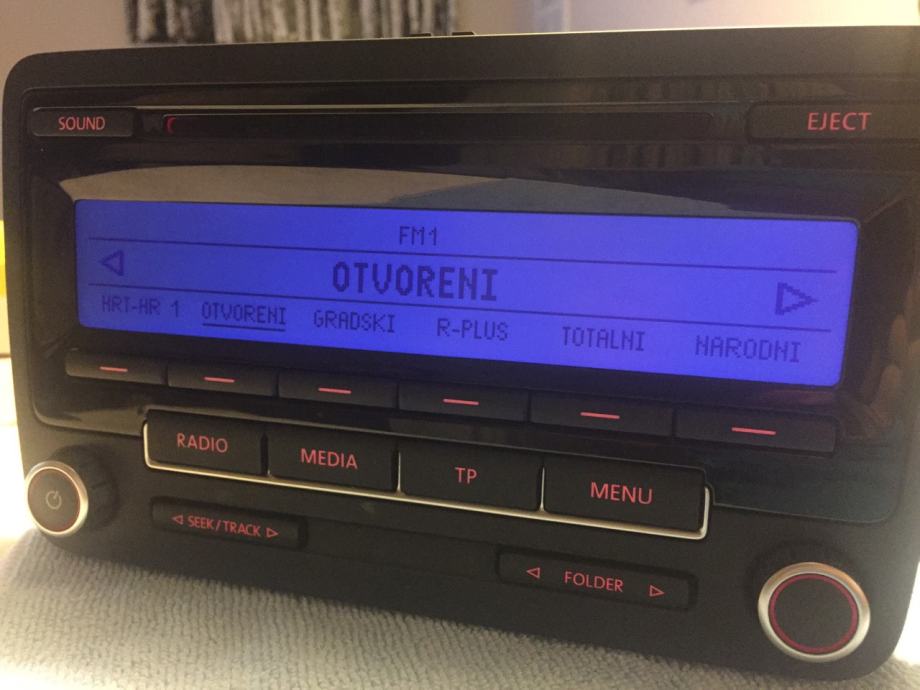 SOUND
EJECT
FM1
OTVORENI
HRT-HR 1 OTVORENI GRADSKI R-PLUS TOTALNI NARODNI
RADIO MEDIA TP MENU
SEEK/TRACK
FOLDER